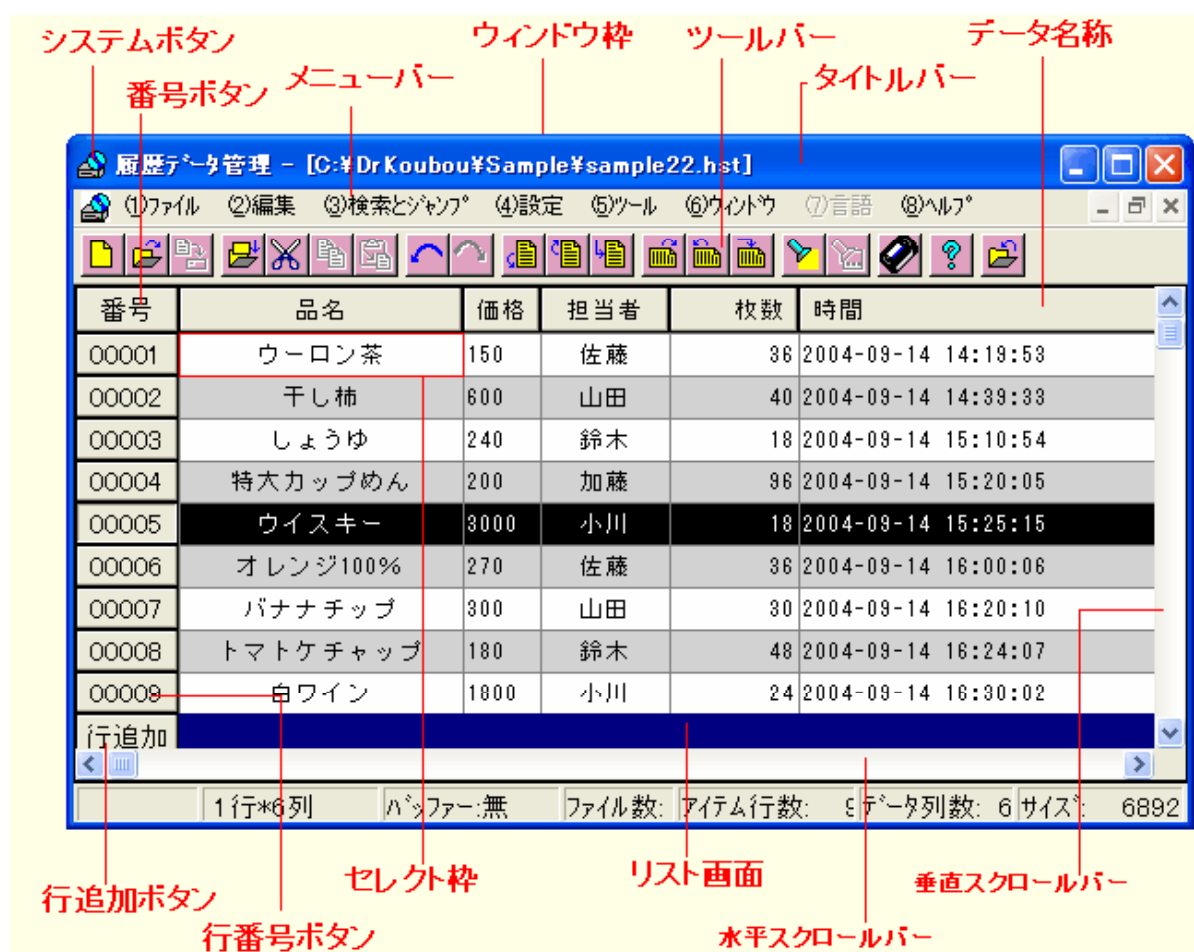 システムボタン ウィンドウ枠 ツールバー データ名称
番号ボタン メニューバー タイトルバー
履歴ﾃﾞｰﾀ管理 - [C:¥DrKoubou¥Sample¥sample22.hst]
(1)ﾌｧｲﾙ (2)編集 (3)検索とｼﾞｬﾝﾌﾟ (4)設定 (5)ﾂｰﾙ (6)ｳｨﾝﾄﾞｳ (7)言語 (8)ﾍﾙﾌﾟ
番号 品名 価格 担当者 枚数 時間
00001 ウーロン茶 150 佐藤 36 2004-09-14 14:19:53
00002 干し柿 600 山田 40 2004-09-14 14:39:33
00003 しょうゆ 240 鈴木 18 2004-09-14 15:10:54
00004 特大カップめん 200 加藤 96 2004-09-14 15:20:05
00005 ウイスキー 3000 小川 18 2004-09-14 15:25:15
00006 オレンジ100% 270 佐藤 36 2004-09-14 16:00:06
00007 バナナチップ 300 山田 30 2004-09-14 16:20:10
00008 トマトケチャップ 180 鈴木 48 2004-09-14 16:24:07
00009 白ワイン 1800 小川 24 2004-09-14 16:30:02
行追加
1行*6列 ﾊﾞｯﾌｧｰ:無 ﾌｧｲﾙ数: ｱｲﾃﾑ行数: ﾃﾞｰﾀ列数: 6 ｻｲｽﾞ: 6892
行追加ボタン セレクト枠 リスト画面 垂直スクロールバー
行番号ボタン 水平スクロールバー